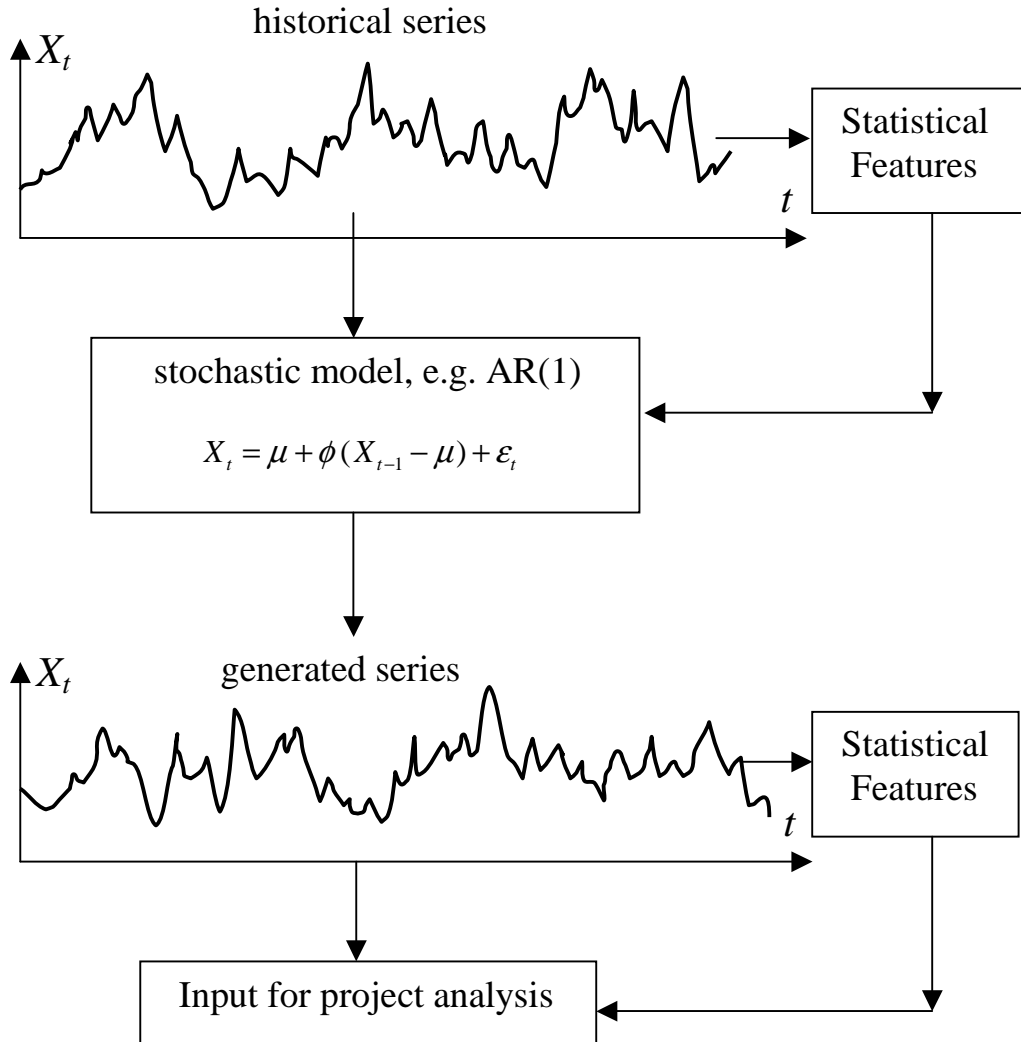 historical series
X_t
Statistical
Features
t
stochastic model, e.g. AR(1)
X_t = μ + ϕ(X_{t−1} − μ) + ε_t
generated series
X_t
Statistical
Features
t
Input for project analysis